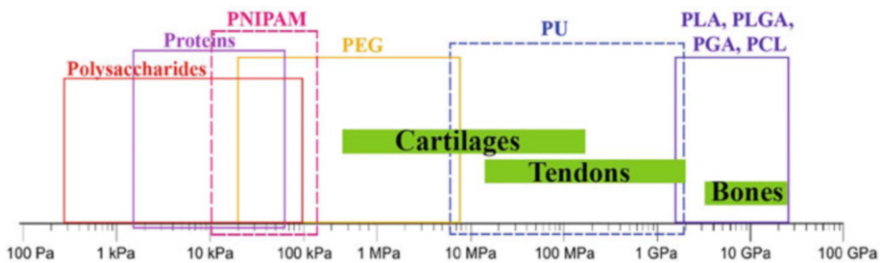 PNIPAM
PLA, PLGA,
PGA, PCL
PU
Proteins
PEG
Polysaccharides
Cartilages
Tendons
Bones
100 Pa 1 kPa 10 kPa 100 kPa 1 MPa 10 MPa 100 MPa 1 GPa 10 GPa 100 GPa